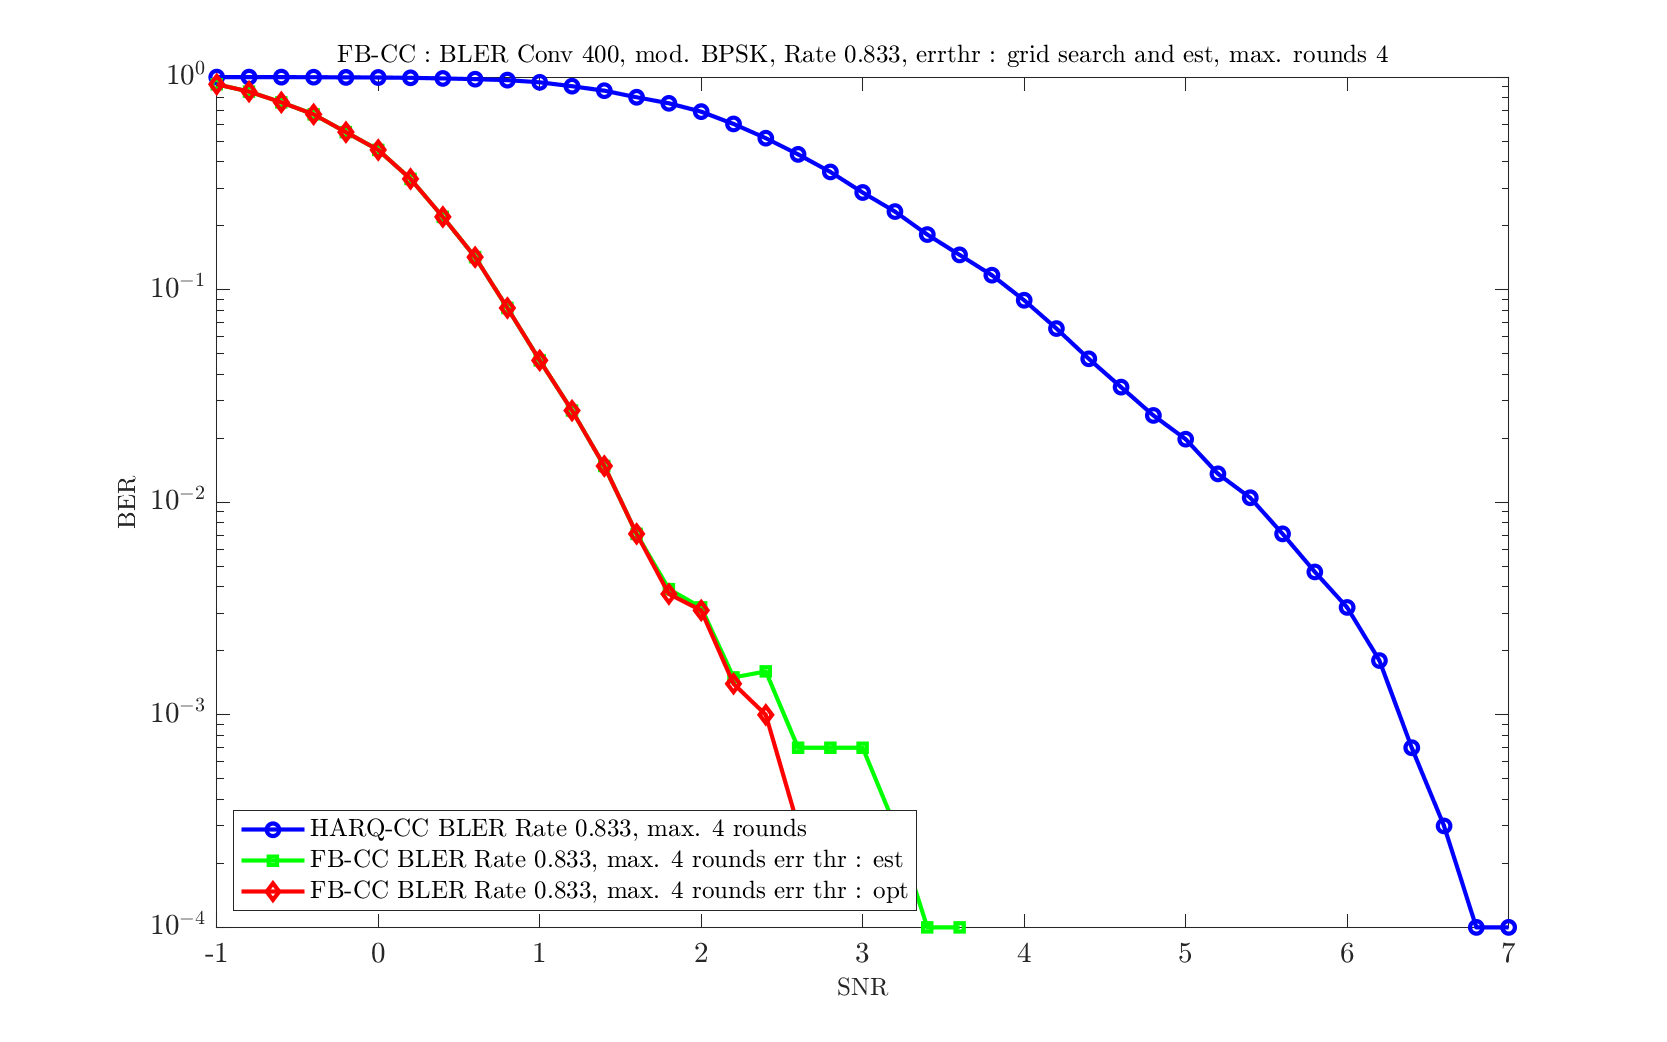 FB-CC : BLER Conv 400, mod. BPSK, Rate 0.833, errthr : grid search and est, max. rounds 4
10^0
10^-1
10^-2
10^-3
10^-4
BER
HARQ-CC BLER Rate 0.833, max. 4 rounds
FB-CC BLER Rate 0.833, max. 4 rounds err thr : est
FB-CC BLER Rate 0.833, max. 4 rounds err thr : opt
-1 0 1 2 3 4 5 6 7
SNR